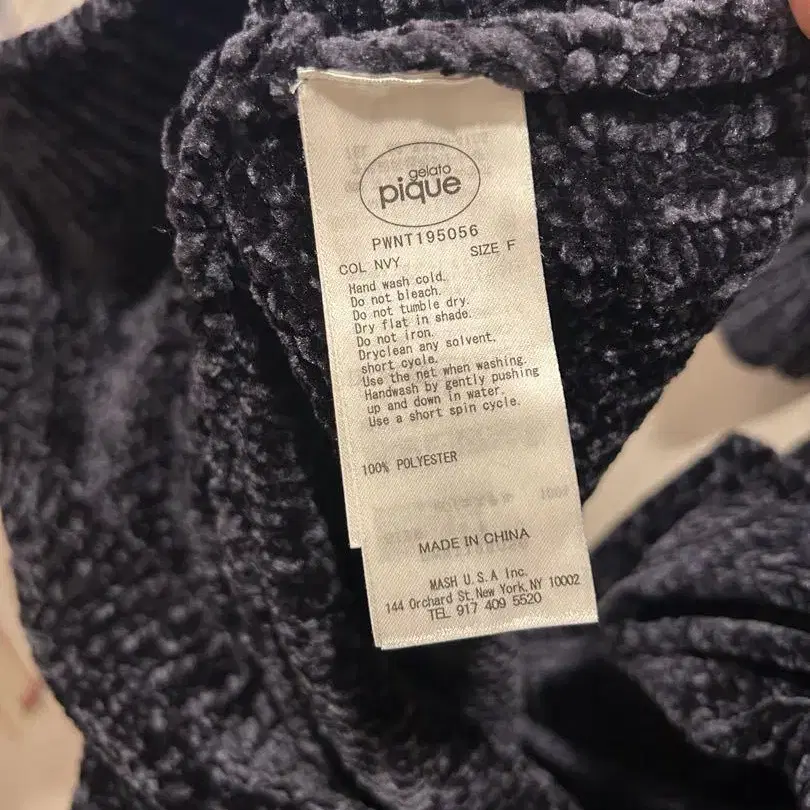 gelato
pique
PWNT195056
COL NVY SIZE F
Hand wash cold.
Do not bleach.
Do not tumble dry.
Dry flat in shade.
Do not iron.
Dryclean any solvent.
short cycle.
Use the net when washing.
Handwash by gently pushing
up and down in water.
Use a short spin cycle.
100% POLYESTER
MADE IN CHINA
MASH U.S.A Inc.
144 Orchard St, New York, NY 10002
TEL 917 409 5520